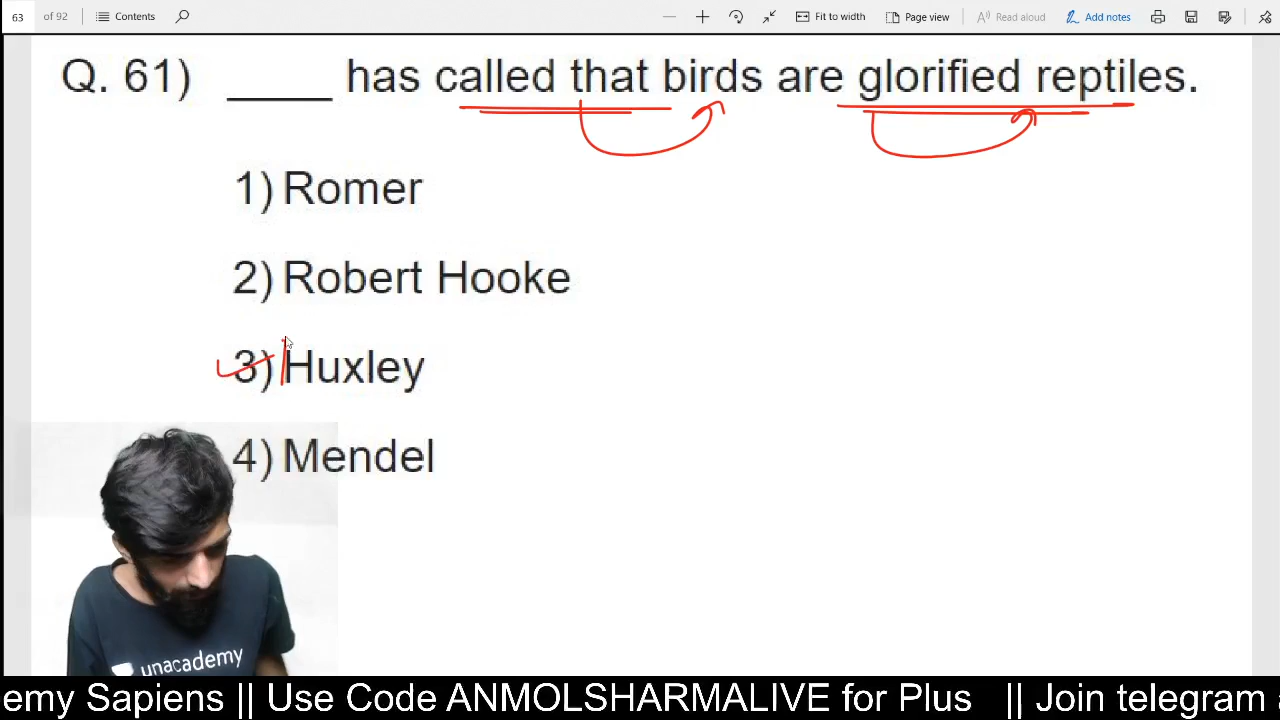 63 of 92 Contents Fit to width Page view Read aloud Add notes
Q. 61) ____ has called that birds are glorified reptiles.
1) Romer
2) Robert Hooke
3) Huxley
4) Mendel
unacademy
emy Sapiens || Use Code ANMOLSHARMALIVE for Plus || Join telegram